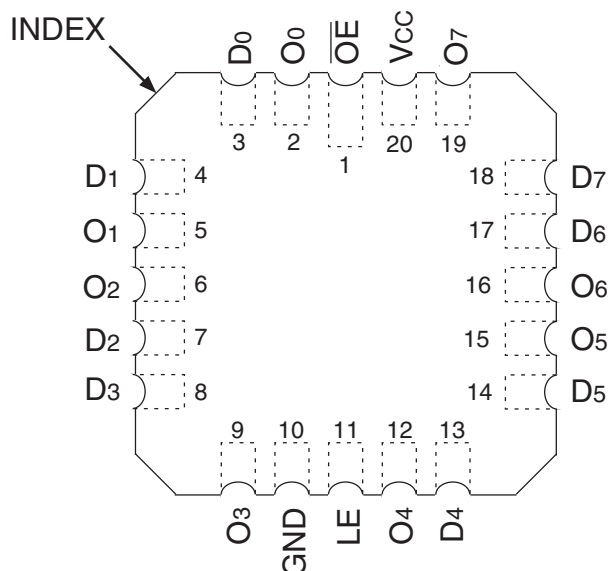 INDEX
D0 O0 OE VCC O7
3 2 1 20 19
D1 4 18 D7
O1 5 17 D6
O2 6 16 O6
D2 7 15 O5
D3 8 14 D5
9 10 11 12 13
O3 GND LE O4 D4